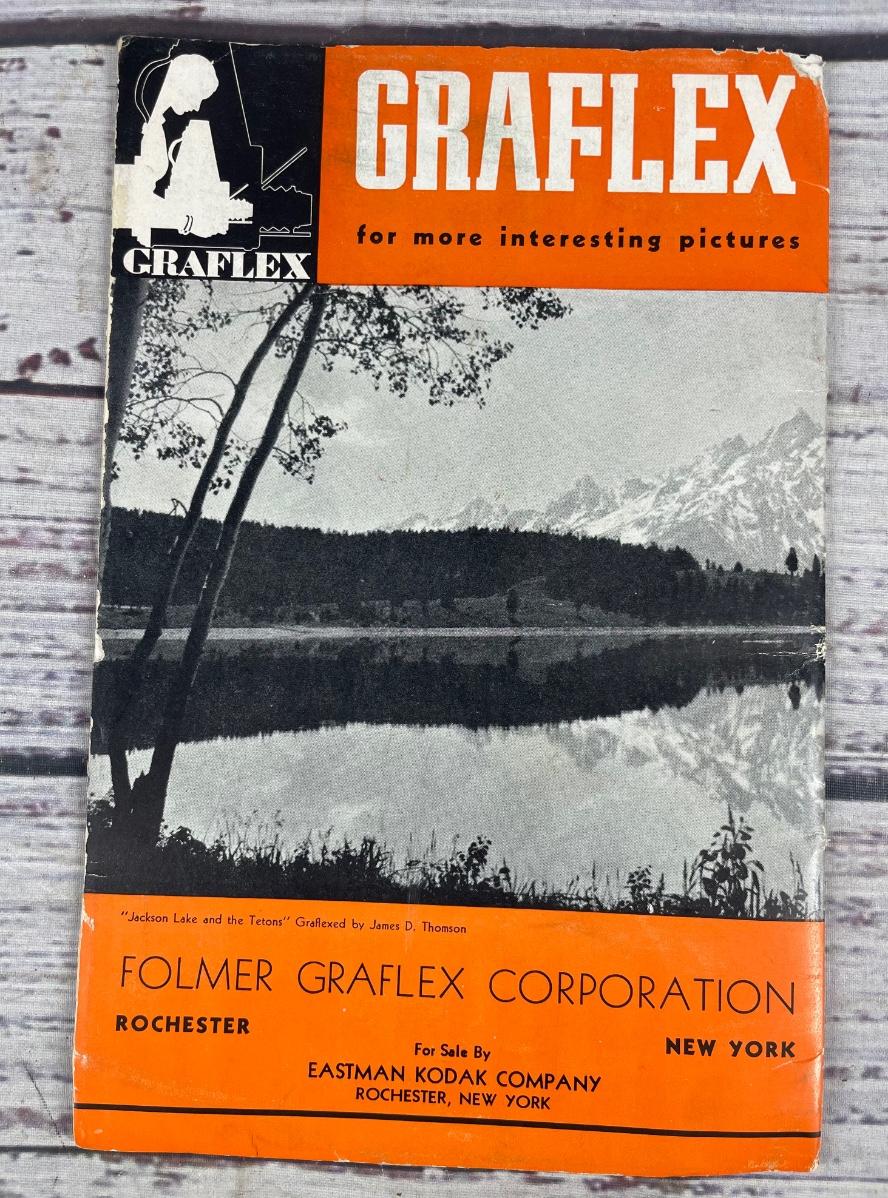 GRAFLEX
GRAFLEX
for more interesting pictures
"Jackson Lake and the Tetons" Graflexed by James D. Thomson
FOLMER GRAFLEX CORPORATION
ROCHESTER
NEW YORK
For Sale By
EASTMAN KODAK COMPANY
ROCHESTER, NEW YORK